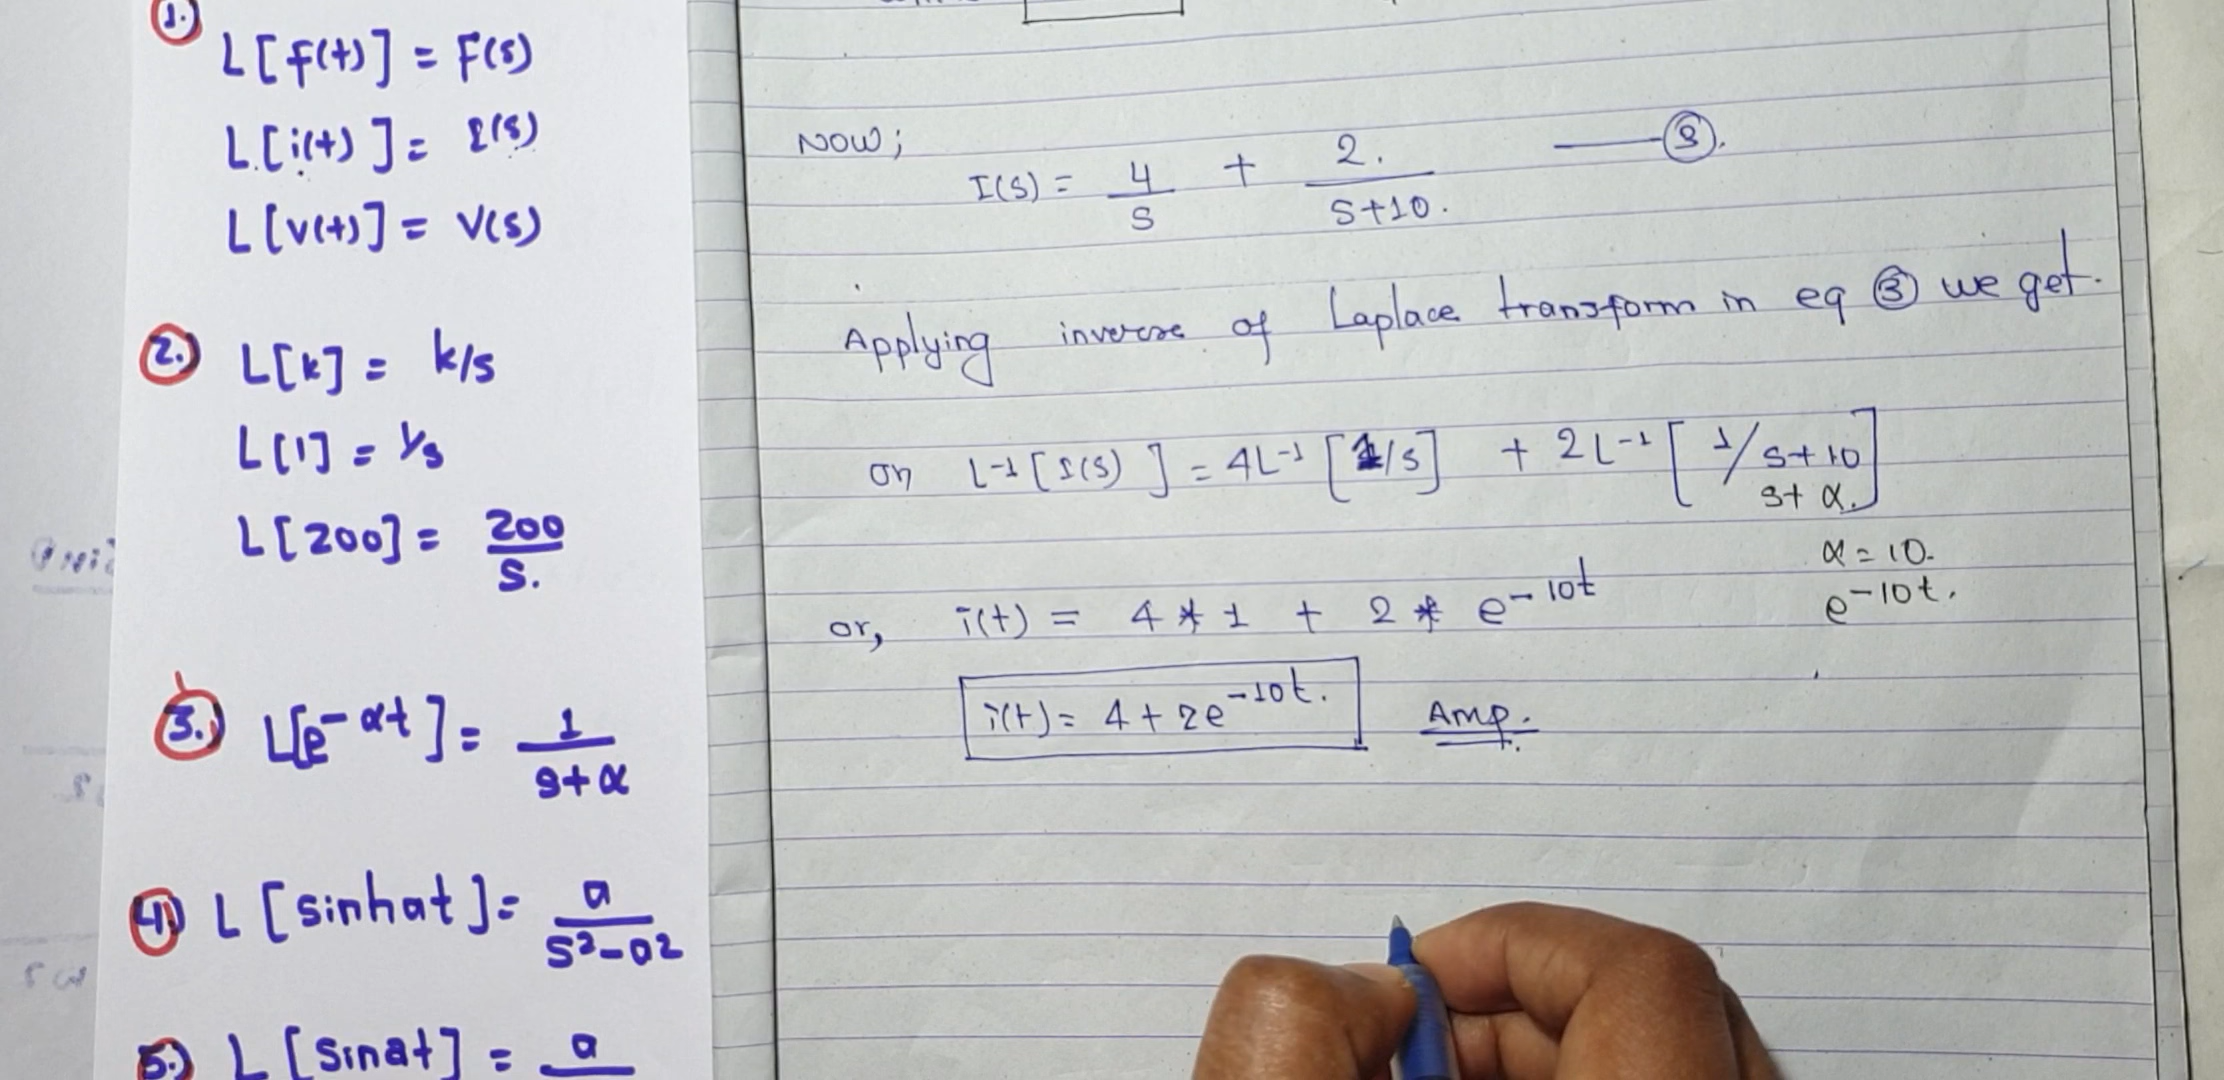 1.)
L[f(t)] = F(s)
L[i(t)] = I(s)
L[v(t)] = V(s)
2.) L[k] = k/s
L[1] = 1/s
L[200] = 200/s.
3.) L[e^-αt] = 1/s+α
4) L[sinhat] = a/s²-a²
5.) L[sinat] = a
Now;
I(s) = 4/s + 2./s+10. —③.
Applying inverse of Laplace transform in eq ③ we get.
or L-1[I(s)] = 4L-1[1/s] + 2L-1[1/s+10]
s+α.
α=10.
e-10t.
or, i(t) = 4*1 + 2*e-10t
i(t) = 4+2e-10t. Amp.